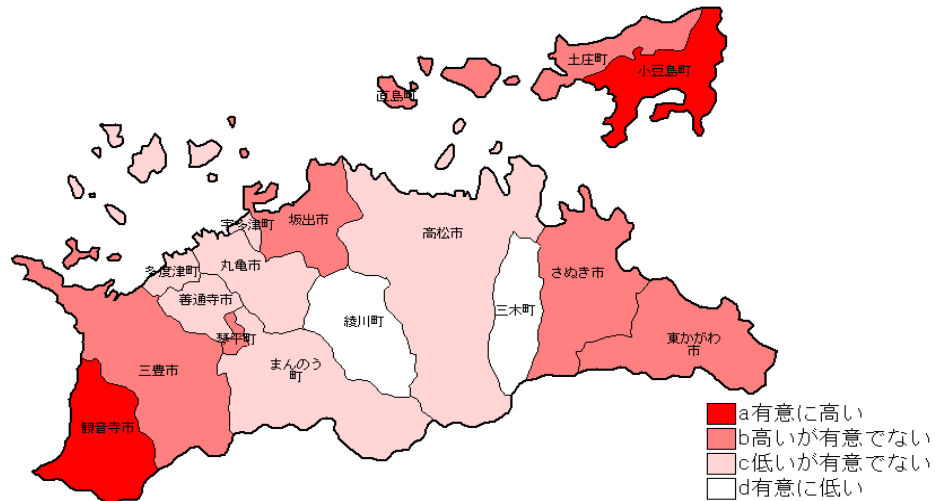 土庄町
小豆島町
直島町
坂出市
宇多津町
高松市
丸亀市
多度津町
さぬき市
善通寺市
三木町
綾川町
琴平町
東かがわ
市
まんのう
町
三豊市
観音寺市
a有意に高い
b高いが有意でない
c低いが有意でない
d有意に低い